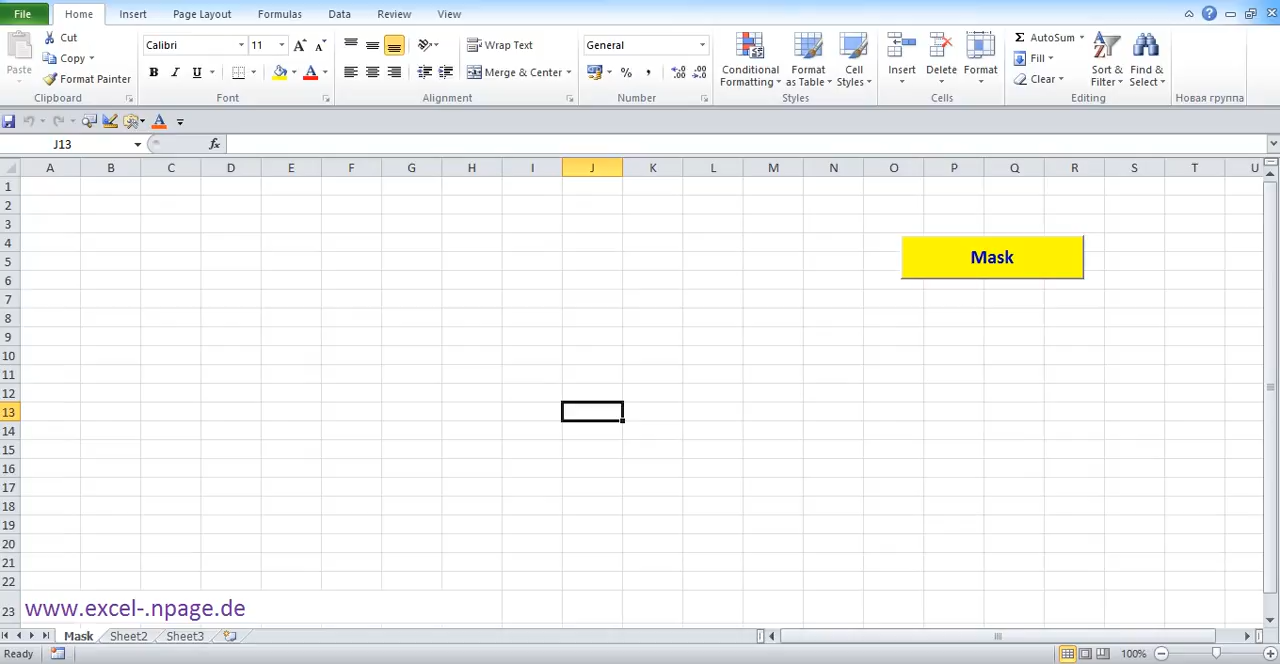 File Home Insert Page Layout Formulas Data Review View
Cut
Copy
Format Painter
Paste
Clipboard
Calibri 11
B I U
Font
Wrap Text
Merge & Center
Alignment
General
%
Number
Conditional Formatting
Format as Table
Cell Styles
Styles
Insert Delete Format
Cells
Σ AutoSum
Fill
Clear
Sort & Filter
Find & Select
Editing
Новая группа
J13 fx
A B C D E F G H I J K L M N O P Q R S T U
1
2
3
4
5
6
7
8
9
10
11
12
13
14
15
16
17
18
19
20
21
22
23
Mask
www.excel-.npage.de
Mask Sheet2 Sheet3
Ready 100%